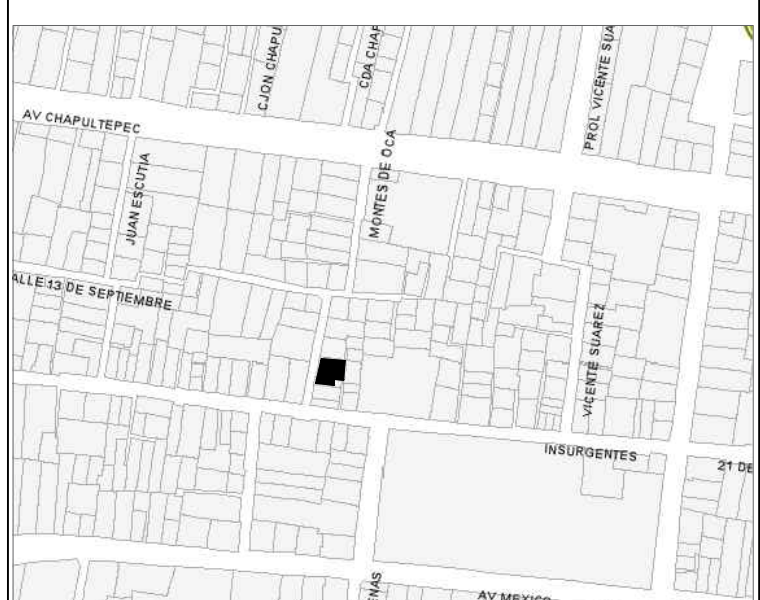 CJON CHAPU
CDA CHAP
PROL VICENTE SUA
AV CHAPULTEPEC
MONTES DE OCA
JUAN ESCUTIA
ALLE 13 DE SEPTIEMBRE
VICENTE SUAREZ
INSURGENTES
21 DE
ENAS
AV MEXICO